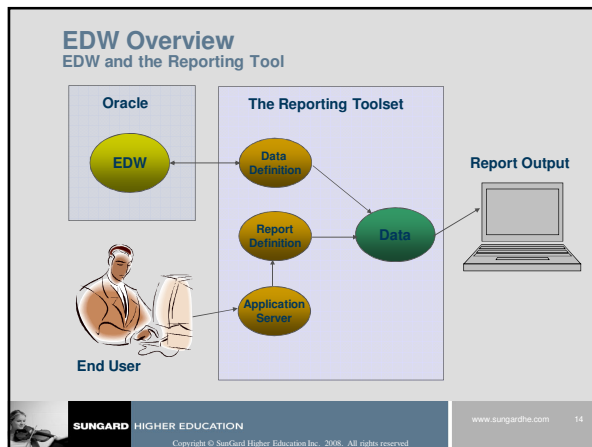 EDW Overview
EDW and the Reporting Tool
Oracle
The Reporting Toolset
EDW
Data
Definition
Report Output
Report
Definition
Data
Application
Server
End User
SUNGARD HIGHER EDUCATION
www.sungardhe.com 14
Copyright © SunGard Higher Education Inc. 2008. All rights reserved